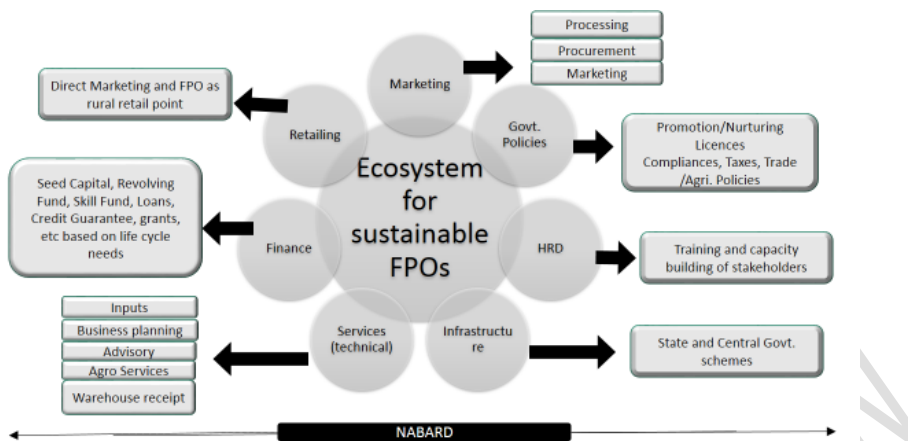 Processing
Procurement
Marketing
Marketing
Direct Marketing and FPO as
rural retail point
Retailing
Govt.
Policies
Promotion/Nurturing
Licences
Compliances, Taxes, Trade
/Agri. Policies
Ecosystem
for
sustainable
FPOs
Seed Capital, Revolving
Fund, Skill Fund, Loans,
Credit Guarantee, grants,
etc based on life cycle
needs
Finance
HRD
Training and capacity
building of stakeholders
Inputs
Business planning
Advisory
Agro Services
Warehouse receipt
Services
(technical)
Infrastructu
re
State and Central Govt.
schemes
NABARD